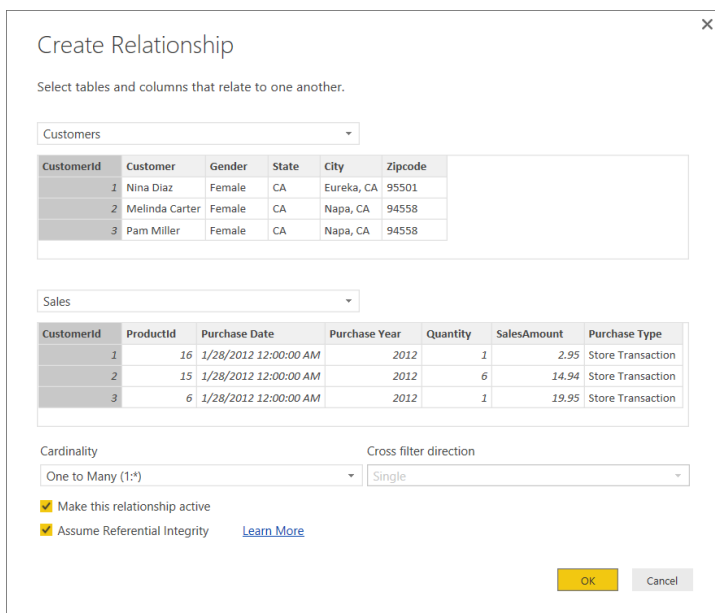 Create Relationship
Select tables and columns that relate to one another.
Customers
CustomerId Customer Gender State City Zipcode
1 Nina Diaz Female CA Eureka, CA 95501
2 Melinda Carter Female CA Napa, CA 94558
3 Pam Miller Female CA Napa, CA 94558
Sales
CustomerId ProductId Purchase Date Purchase Year Quantity SalesAmount Purchase Type
1 16 1/28/2012 12:00:00 AM 2012 1 2.95 Store Transaction
2 15 1/28/2012 12:00:00 AM 2012 6 14.94 Store Transaction
3 6 1/28/2012 12:00:00 AM 2012 1 19.95 Store Transaction
Cardinality Cross filter direction
One to Many (1:*) Single
Make this relationship active
Assume Referential Integrity Learn More
OK Cancel